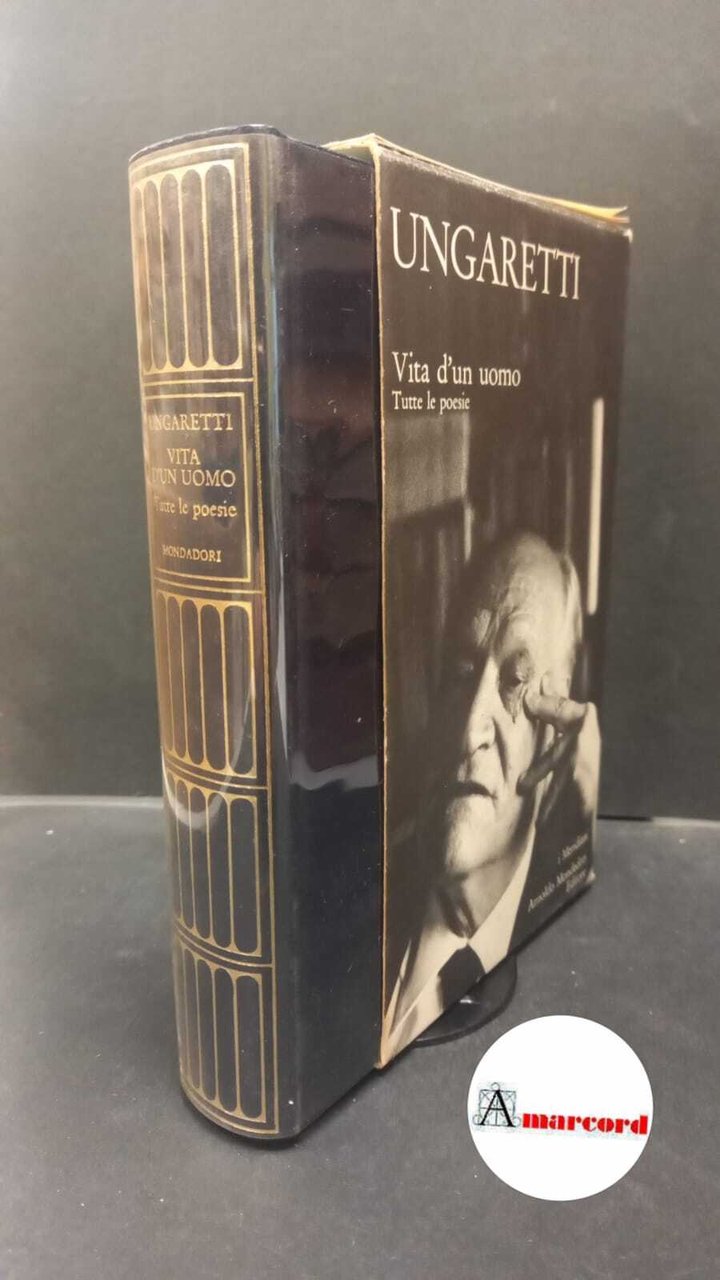 UNGARETTI
VITA
D'UN UOMO
Tutte le poesie
MONDADORI
UNGARETTI
Vita d'un uomo
Tutte le poesie
i Meridiani
Arnoldo Mondadori
Editore
Amarcord